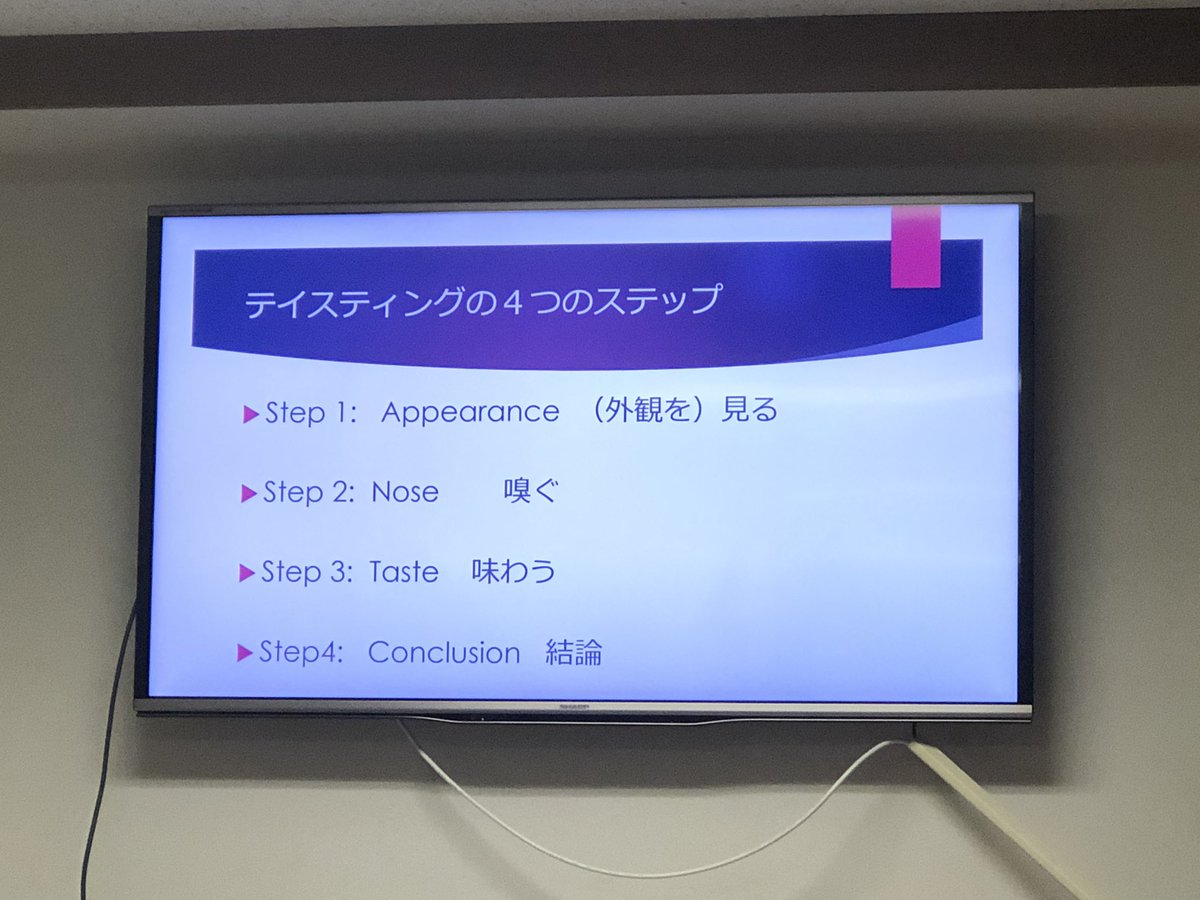 テイスティングの４つのステップ
Step 1: Appearance （外観を）見る
Step 2: Nose 嗅ぐ
Step 3: Taste 味わう
Step4: Conclusion 結論
SHARP